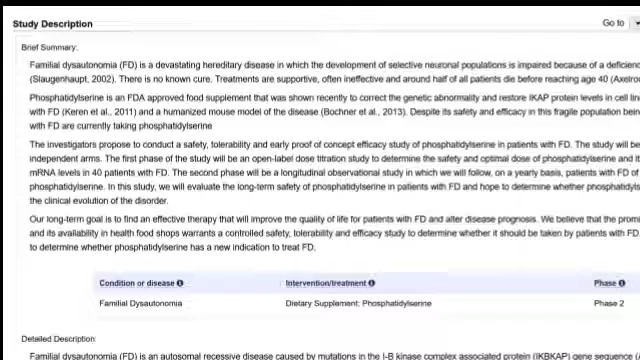 Study Description
Go to
Brief Summary:
Familial dysautonomia (FD) is a devastating hereditary disease in which the development of selective neuronal populations is impaired because of a deficienc
(Slaugenhaupt, 2002). There is no known cure. Treatments are supportive, often ineffective and around half of all patients die before reaching age 40 (Axelro
Phosphatidylserine is an FDA approved food supplement that was shown recently to correct the genetic abnormality and restore IKAP protein levels in cell lin
with FD (Keren et al., 2011) and a humanized mouse model of the disease (Bochner et al., 2013). Despite its safety and efficacy in this fragile population bein
with FD are currently taking phosphatidylserine
The investigators propose to conduct a safety, tolerability and early proof of concept efficacy study of phosphatidylserine in patients with FD. The study will be
independent arms. The first phase of the study will be an open-label dose titration study to determine the safety and optimal dose of phosphatidylserine and it
mRNA levels in 40 patients with FD. The second phase will be a longitudinal observational study in which we will follow, on a yearly basis, patients with FD of
phosphatidylserine. In this study, we will evaluate the long-term safety of phosphatidylserine in patients with FD and hope to determine whether phosphatidyls
the clinical evolution of the disorder.
Our long-term goal is to find an effective therapy that will improve the quality of life for patients with FD and alter disease prognosis. We believe that the prom
and its availability in health food shops warrants a controlled safety, tolerability and efficacy study to determine whether it should be taken by patients with FD.
to determine whether phosphatidylserine has a new indication to treat FD.
Condition or disease Intervention/treatment Phase
Familial Dysautonomia Dietary Supplement: Phosphatidylserine Phase 2
Detailed Description:
Familial dysautonomia (FD) is an autosomal recessive disease caused by mutations in the I-B kinase complex associated protein (IKBKAP) gene sequence (A